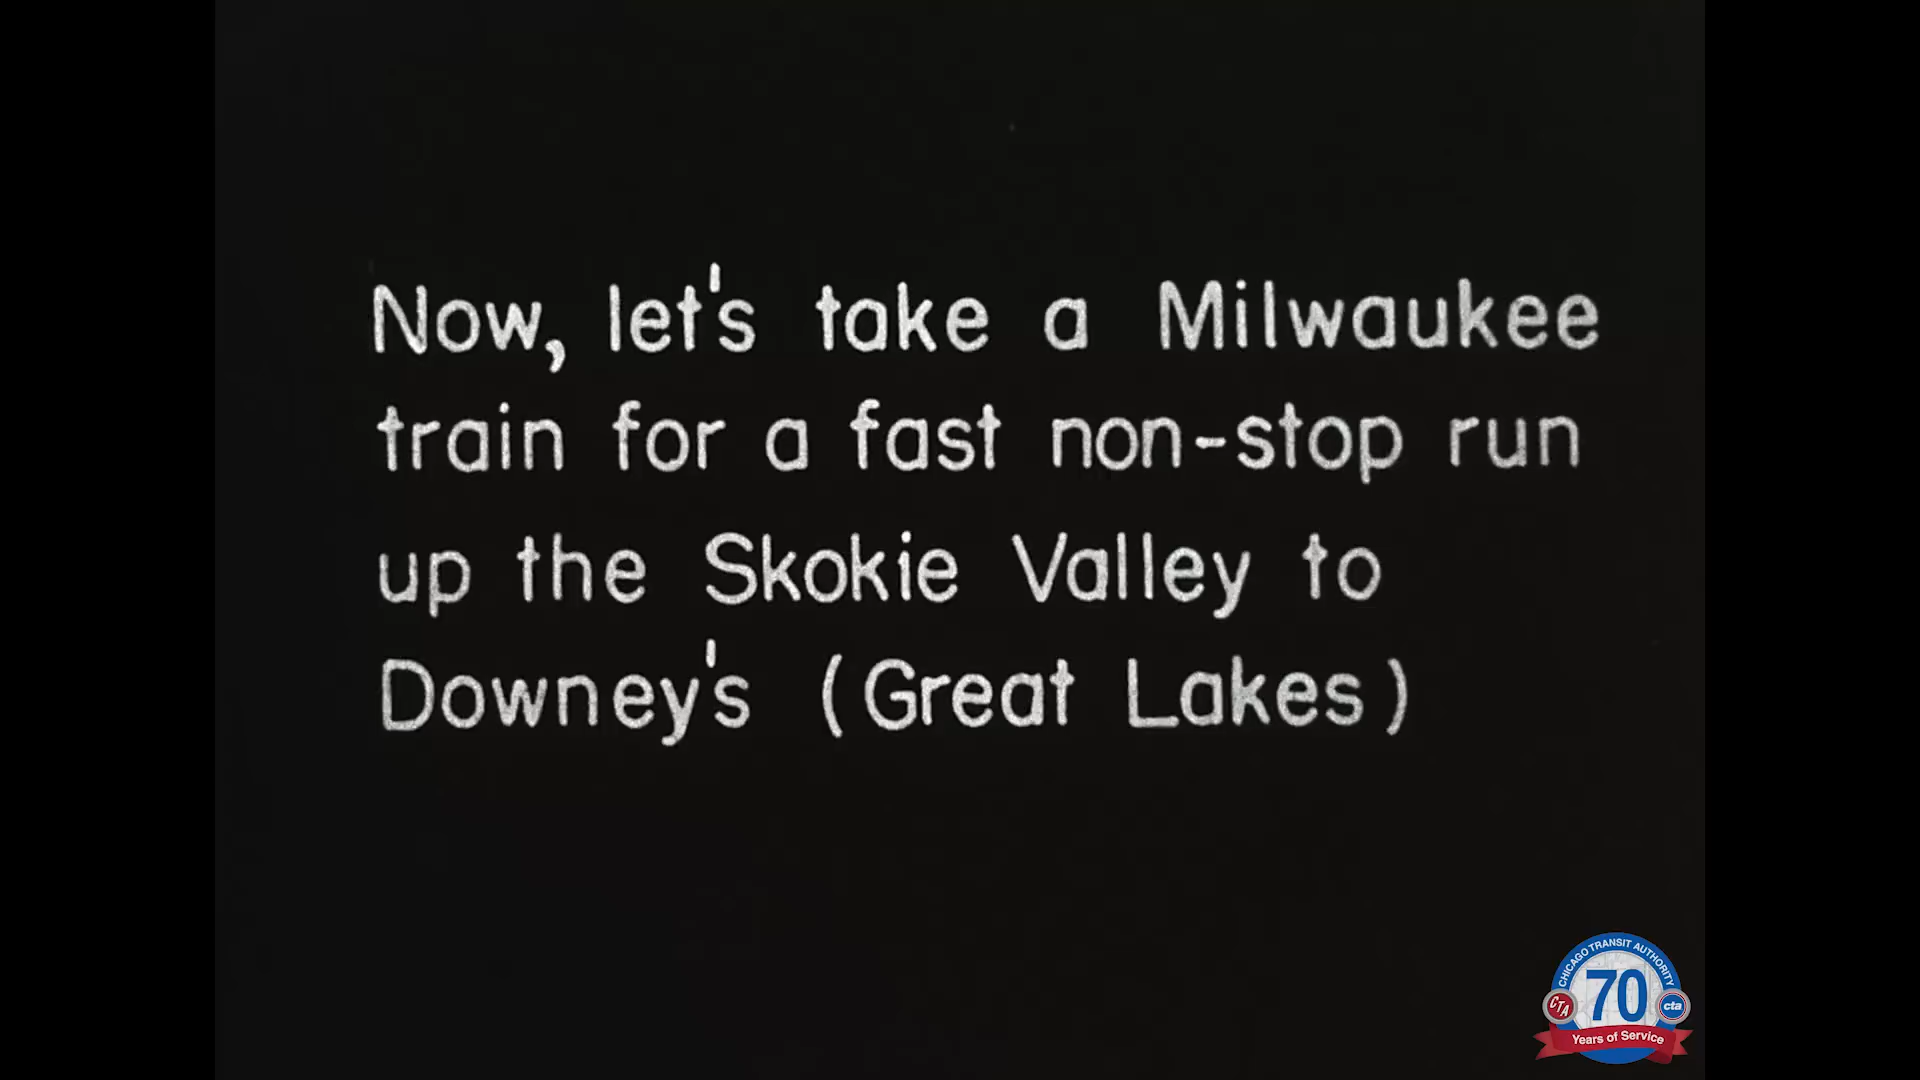 Now, let's take a Milwaukee
train for a fast non-stop run
up the Skokie Valley to
Downey's (Great Lakes)
CHICAGO TRANSIT AUTHORITY
70
CTA
cta
Years of Service